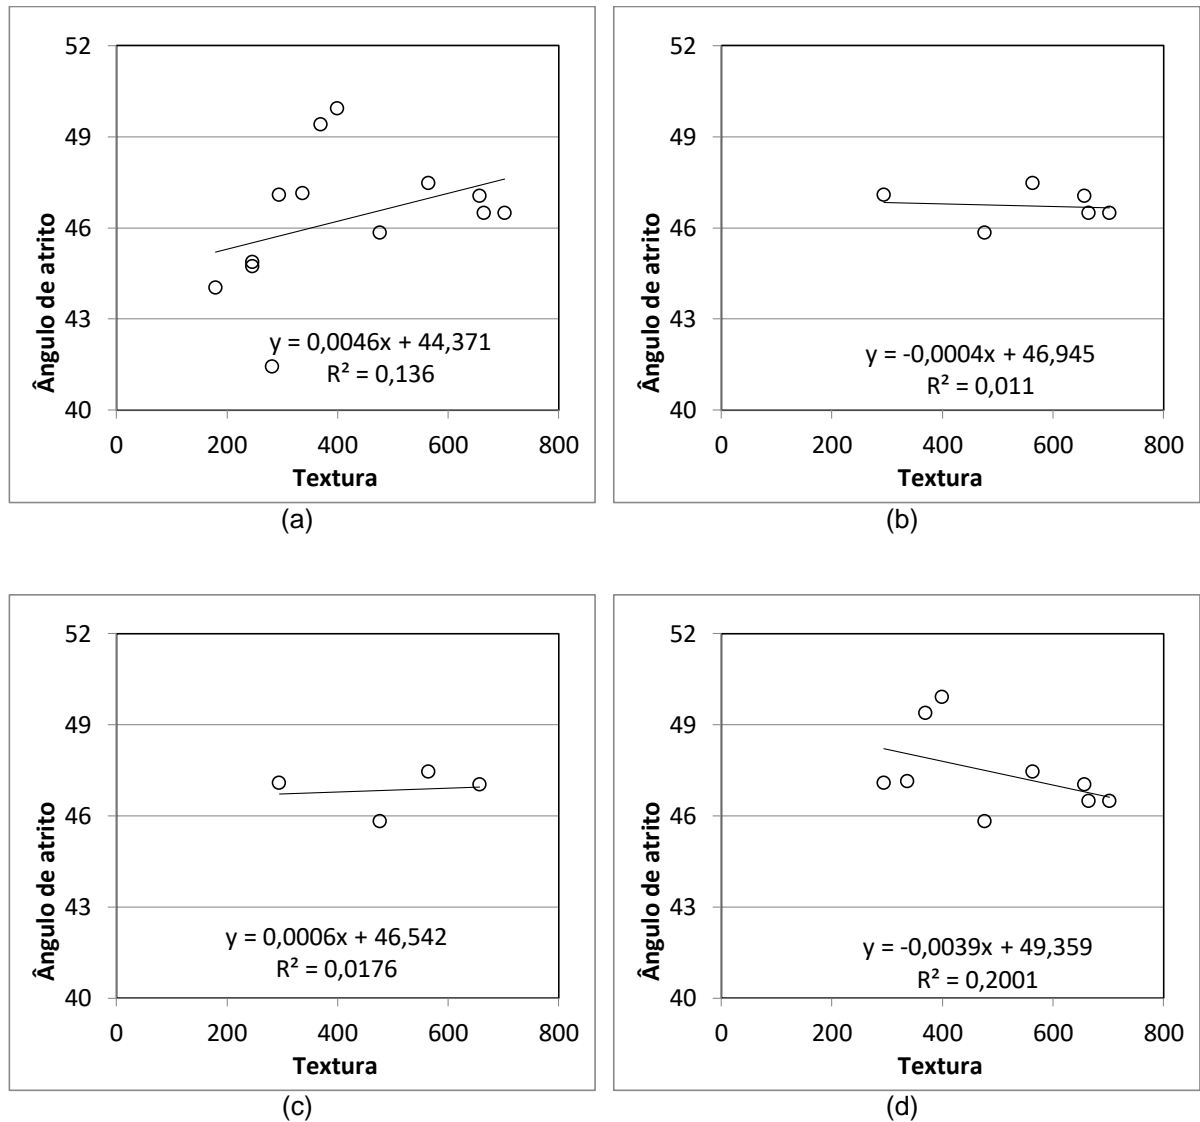 52
49
46
43
40
Ângulo de atrito
y = 0,0046x + 44,371
R² = 0,136
0 200 400 600 800
Textura
(a)
52
49
46
43
40
Ângulo de atrito
y = -0,0004x + 46,945
R² = 0,011
0 200 400 600 800
Textura
(b)
52
49
46
43
40
Ângulo de atrito
y = 0,0006x + 46,542
R² = 0,0176
0 200 400 600 800
Textura
(c)
52
49
46
43
40
Ângulo de atrito
y = -0,0039x + 49,359
R² = 0,2001
0 200 400 600 800
Textura
(d)